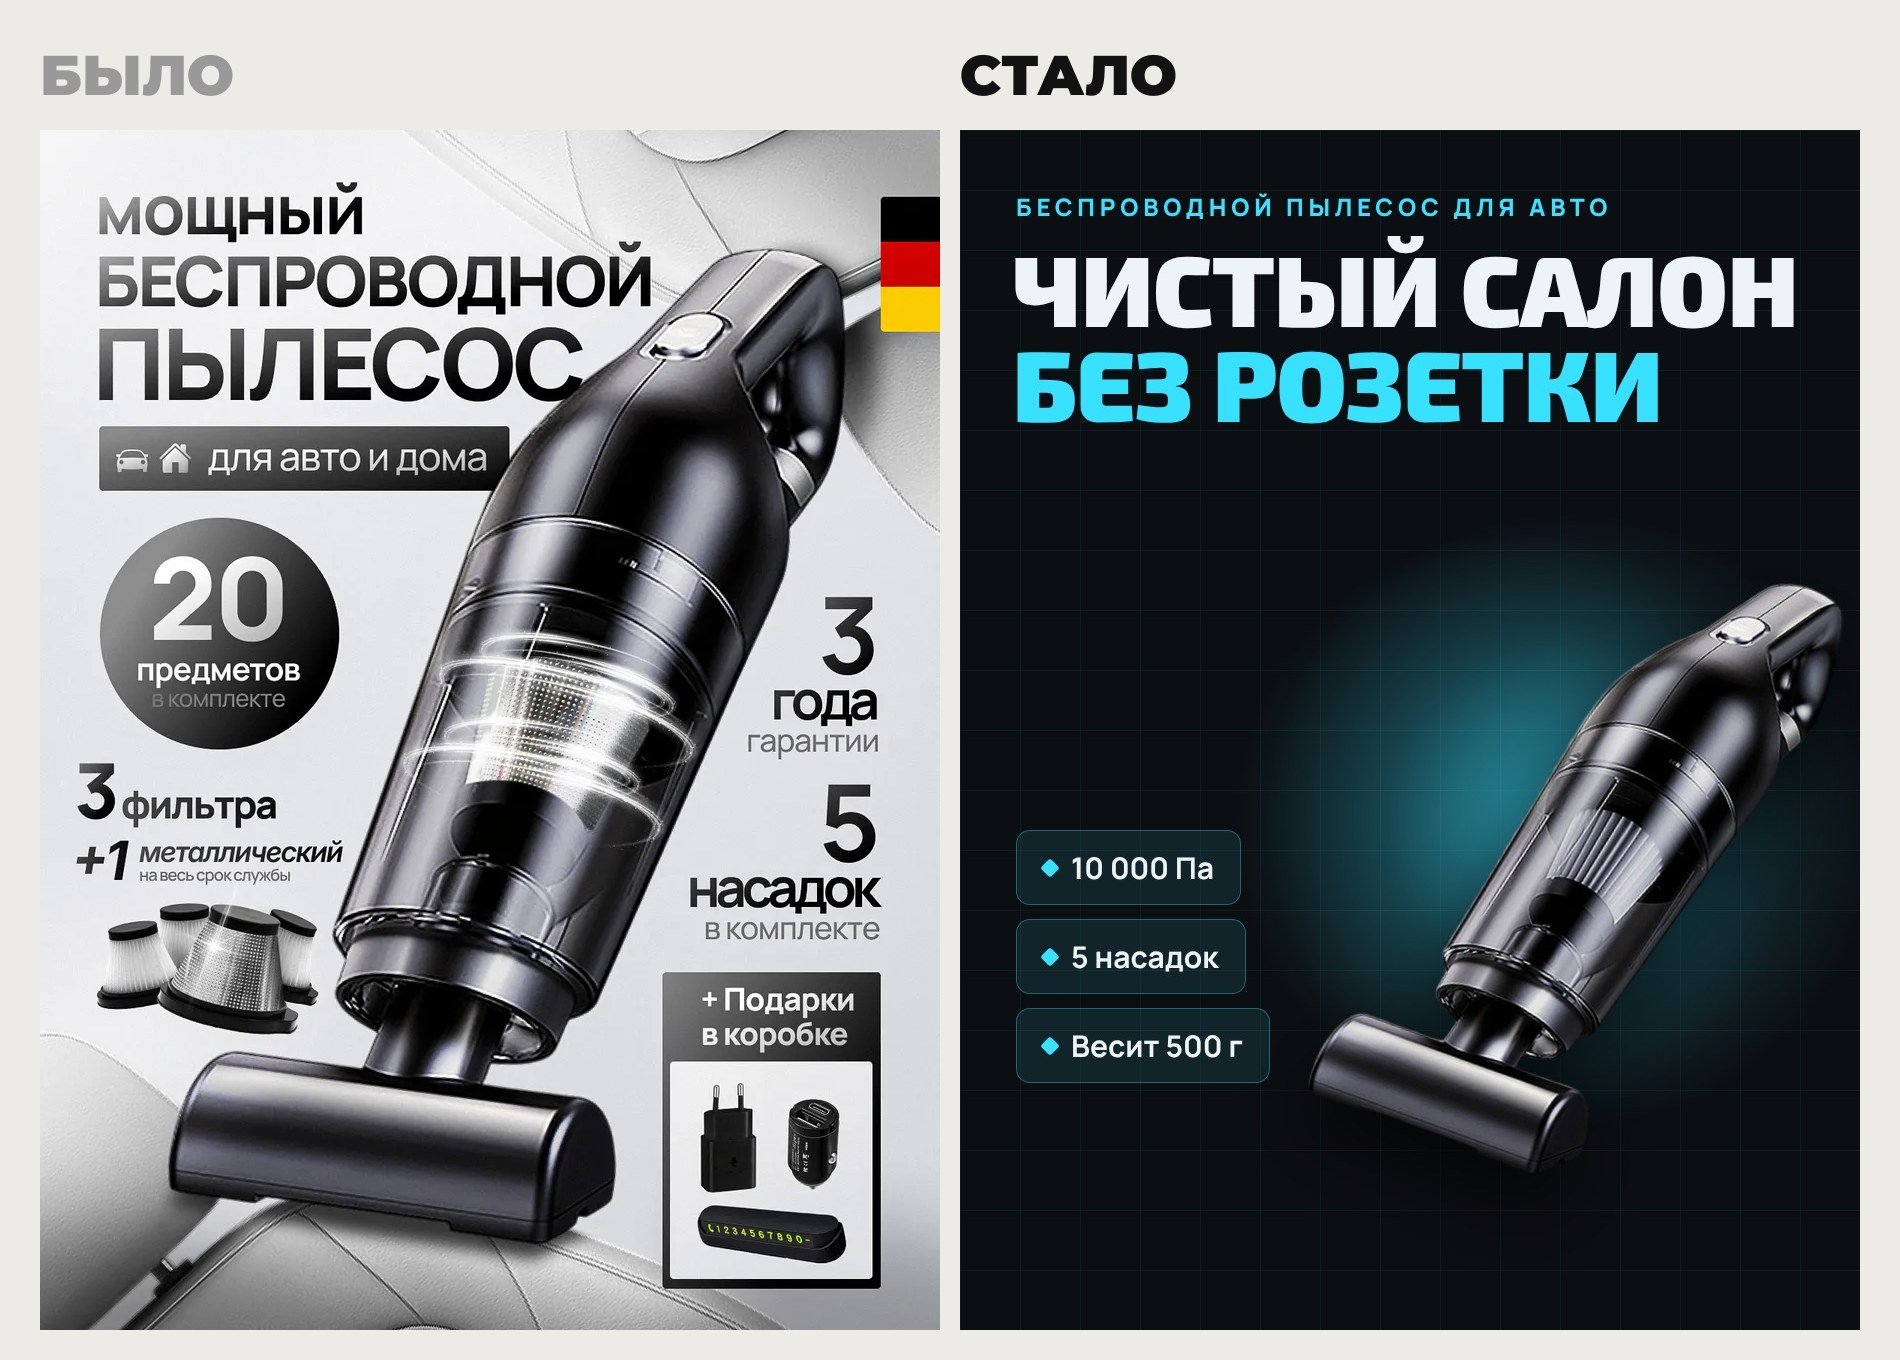 БЫЛО
МОЩНЫЙ
БЕСПРОВОДНОЙ
ПЫЛЕСОС
для авто и дома
20
предметов
в комплекте
3 фильтра
+1 металлический
на весь срок службы
3
года
гарантии
5
насадок
в комплекте
+ Подарки
в коробке
1234567890-
СТАЛО
БЕСПРОВОДНОЙ ПЫЛЕСОС ДЛЯ АВТО
ЧИСТЫЙ САЛОН
БЕЗ РОЗЕТКИ
10 000 Па
5 насадок
Весит 500 г